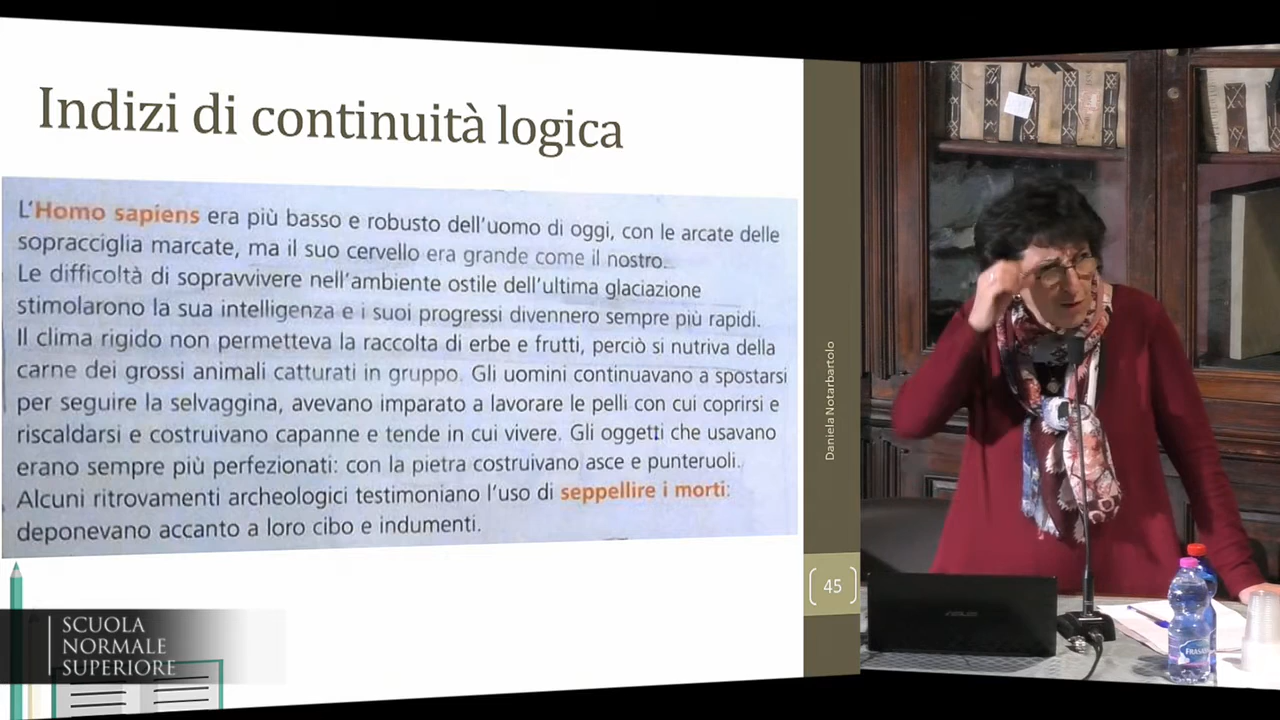 Indizi di continuità logica
L'Homo sapiens era più basso e robusto dell'uomo di oggi, con le arcate delle
sopracciglia marcate, ma il suo cervello era grande come il nostro.
Le difficoltà di sopravvivere nell'ambiente ostile dell'ultima glaciazione
stimolarono la sua intelligenza e i suoi progressi divennero sempre più rapidi.
Il clima rigido non permetteva la raccolta di erbe e frutti, perciò si nutriva della
carne dei grossi animali catturati in gruppo. Gli uomini continuavano a spostarsi
per seguire la selvaggina, avevano imparato a lavorare le pelli con cui coprirsi e
riscaldarsi e costruivano capanne e tende in cui vivere. Gli oggetti che usavano
erano sempre più perfezionati: con la pietra costruivano asce e punteruoli.
Alcuni ritrovamenti archeologici testimoniano l'uso di seppellire i morti:
deponevano accanto a loro cibo e indumenti.
Daniela Notarbartolo
45
SCUOLA
NORMALE
SUPERIORE
ASUS